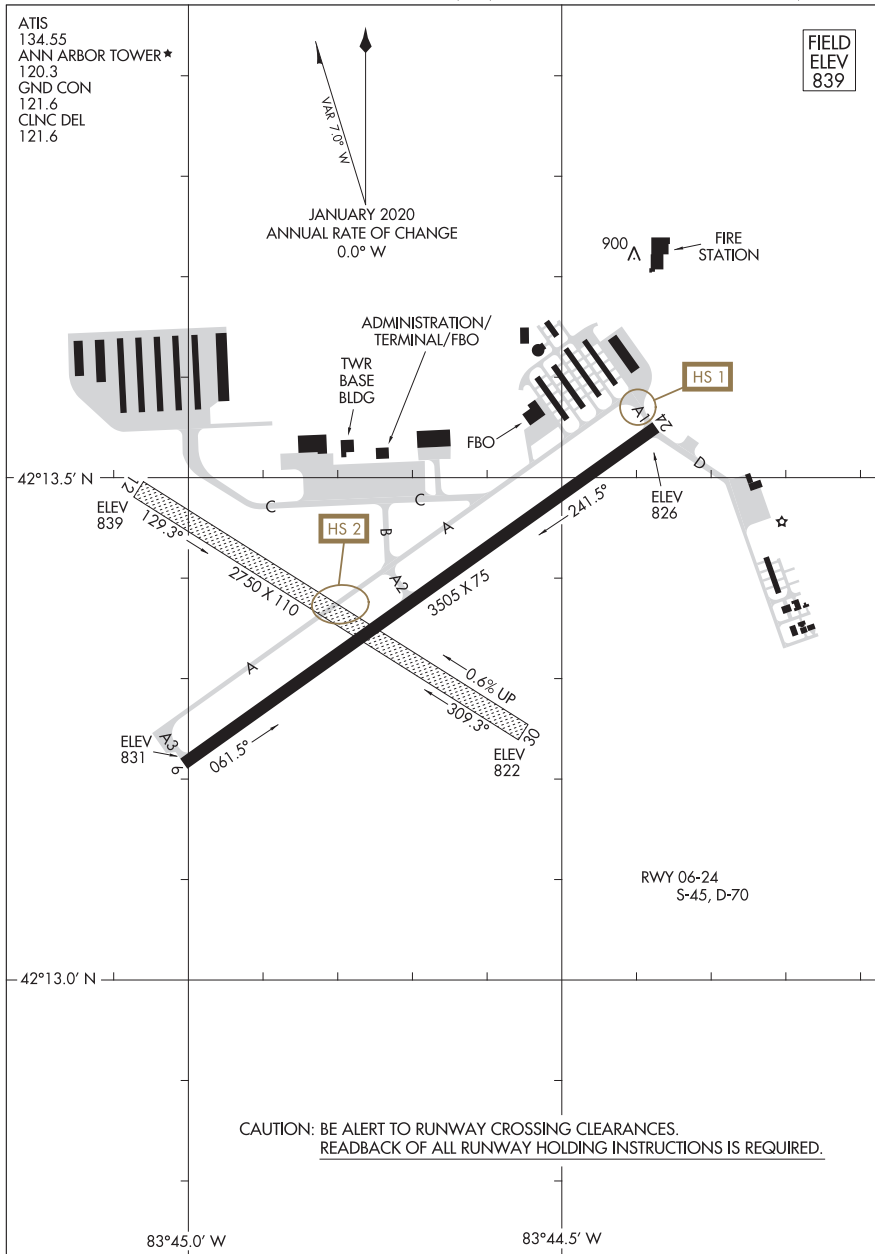 ATIS
134.55
ANN ARBOR TOWER★
120.3
GND CON
121.6
CLNC DEL
121.6
FIELD
ELEV
839
VAR 7.0° W
JANUARY 2020
ANNUAL RATE OF CHANGE
0.0° W
900
FIRE
STATION
ADMINISTRATION/
TERMINAL/FBO
TWR
BASE
BLDG
HS 1
FBO
A1
24
D
42°13.5' N
ELEV
826
12
ELEV
839
C
C
A
241.5°
129.3°
HS 2
B
A2
2750 X 110
3505 X 75
A
0.6% UP
309.3°
ELEV
831
A3
6
061.5°
30
ELEV
822
RWY 06-24
S-45, D-70
42°13.0' N
CAUTION: BE ALERT TO RUNWAY CROSSING CLEARANCES.
READBACK OF ALL RUNWAY HOLDING INSTRUCTIONS IS REQUIRED.
83°45.0' W
83°44.5' W